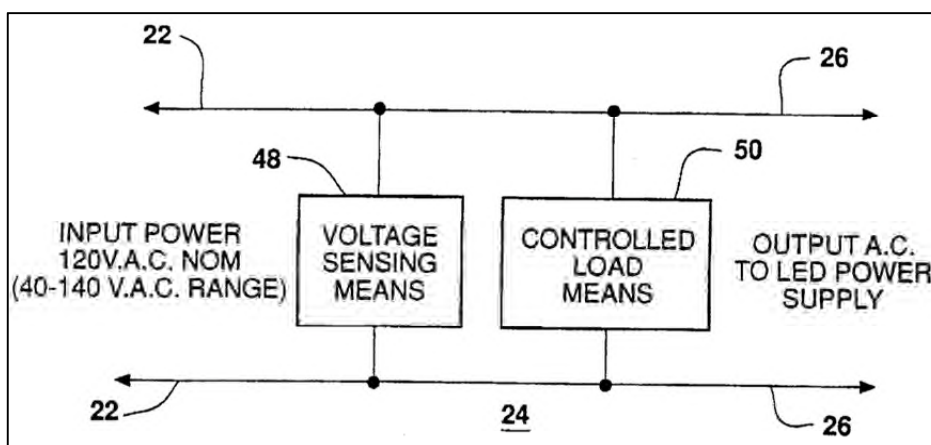 22
26
48
50
INPUT POWER
120V.A.C. NOM
(40-140 V.A.C. RANGE)
VOLTAGE
SENSING
MEANS
CONTROLLED
LOAD
MEANS
OUTPUT A.C.
TO LED POWER
SUPPLY
22
24
26